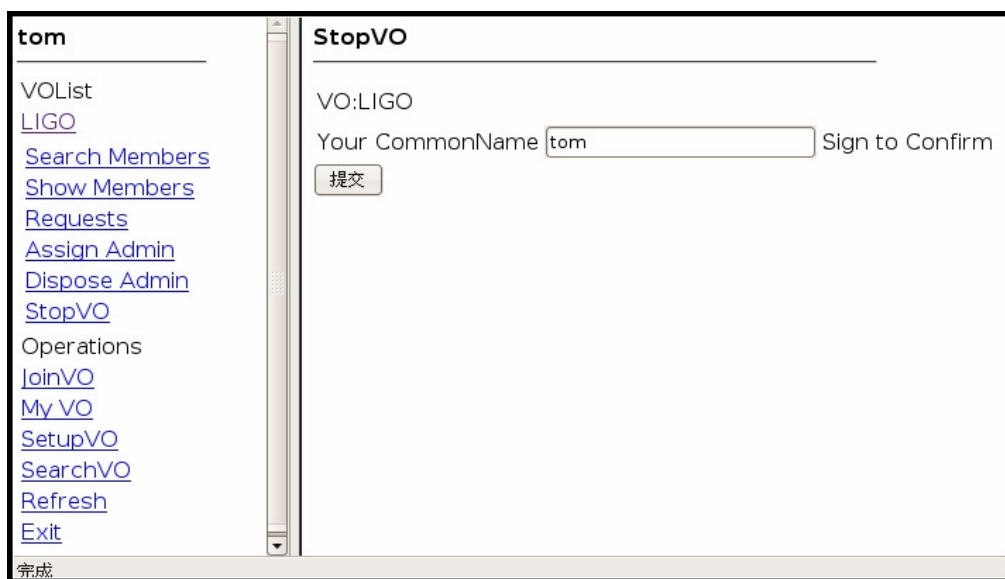 tom
VOList
LIGO
Search Members
Show Members
Requests
Assign Admin
Dispose Admin
StopVO
Operations
JoinVO
My VO
SetupVO
SearchVO
Refresh
Exit
StopVO
VO:LIGO
Your CommonName tom Sign to Confirm
提交
完成